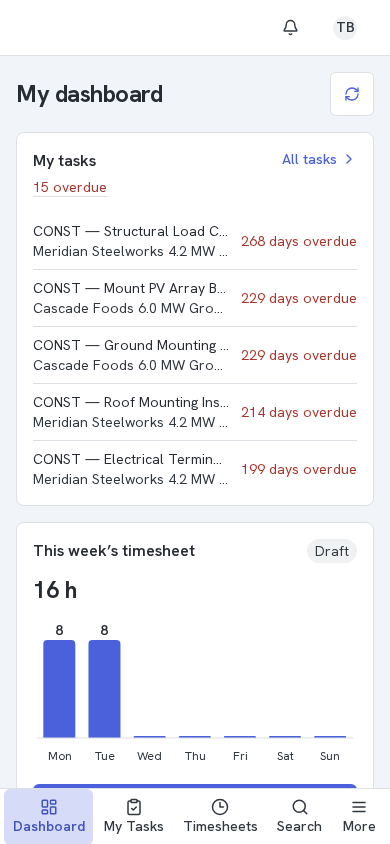 TB
My dashboard
My tasks
All tasks
15 overdue
CONST — Structural Load C...
Meridian Steelworks 4.2 MW ...
268 days overdue
CONST — Mount PV Array B...
Cascade Foods 6.0 MW Gro...
229 days overdue
CONST — Ground Mounting ...
Cascade Foods 6.0 MW Gro...
229 days overdue
CONST — Roof Mounting Ins...
Meridian Steelworks 4.2 MW ...
214 days overdue
CONST — Electrical Termin...
Meridian Steelworks 4.2 MW ...
199 days overdue
This week’s timesheet
Draft
16 h
8 8
Mon Tue Wed Thu Fri Sat Sun
Dashboard My Tasks Timesheets Search More